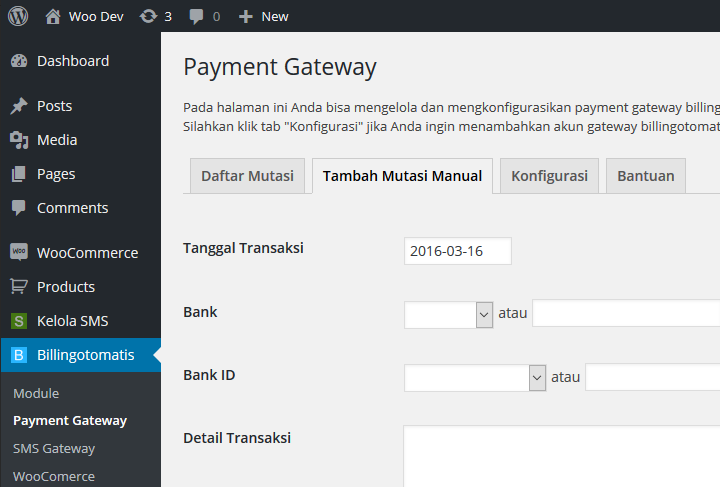 Woo Dev 3 0 New
Dashboard
Posts
Media
Pages
Comments
WOO WooCommerce
Products
S Kelola SMS
B Billingotomatis
Module
Payment Gateway
SMS Gateway
WooComerce
Payment Gateway
Pada halaman ini Anda bisa mengelola dan mengkonfigurasikan payment gateway billing
Silahkan klik tab "Konfigurasi" jika Anda ingin menambahkan akun gateway billingotomat
Daftar Mutasi Tambah Mutasi Manual Konfigurasi Bantuan
Tanggal Transaksi 2016-03-16
Bank atau
Bank ID atau
Detail Transaksi